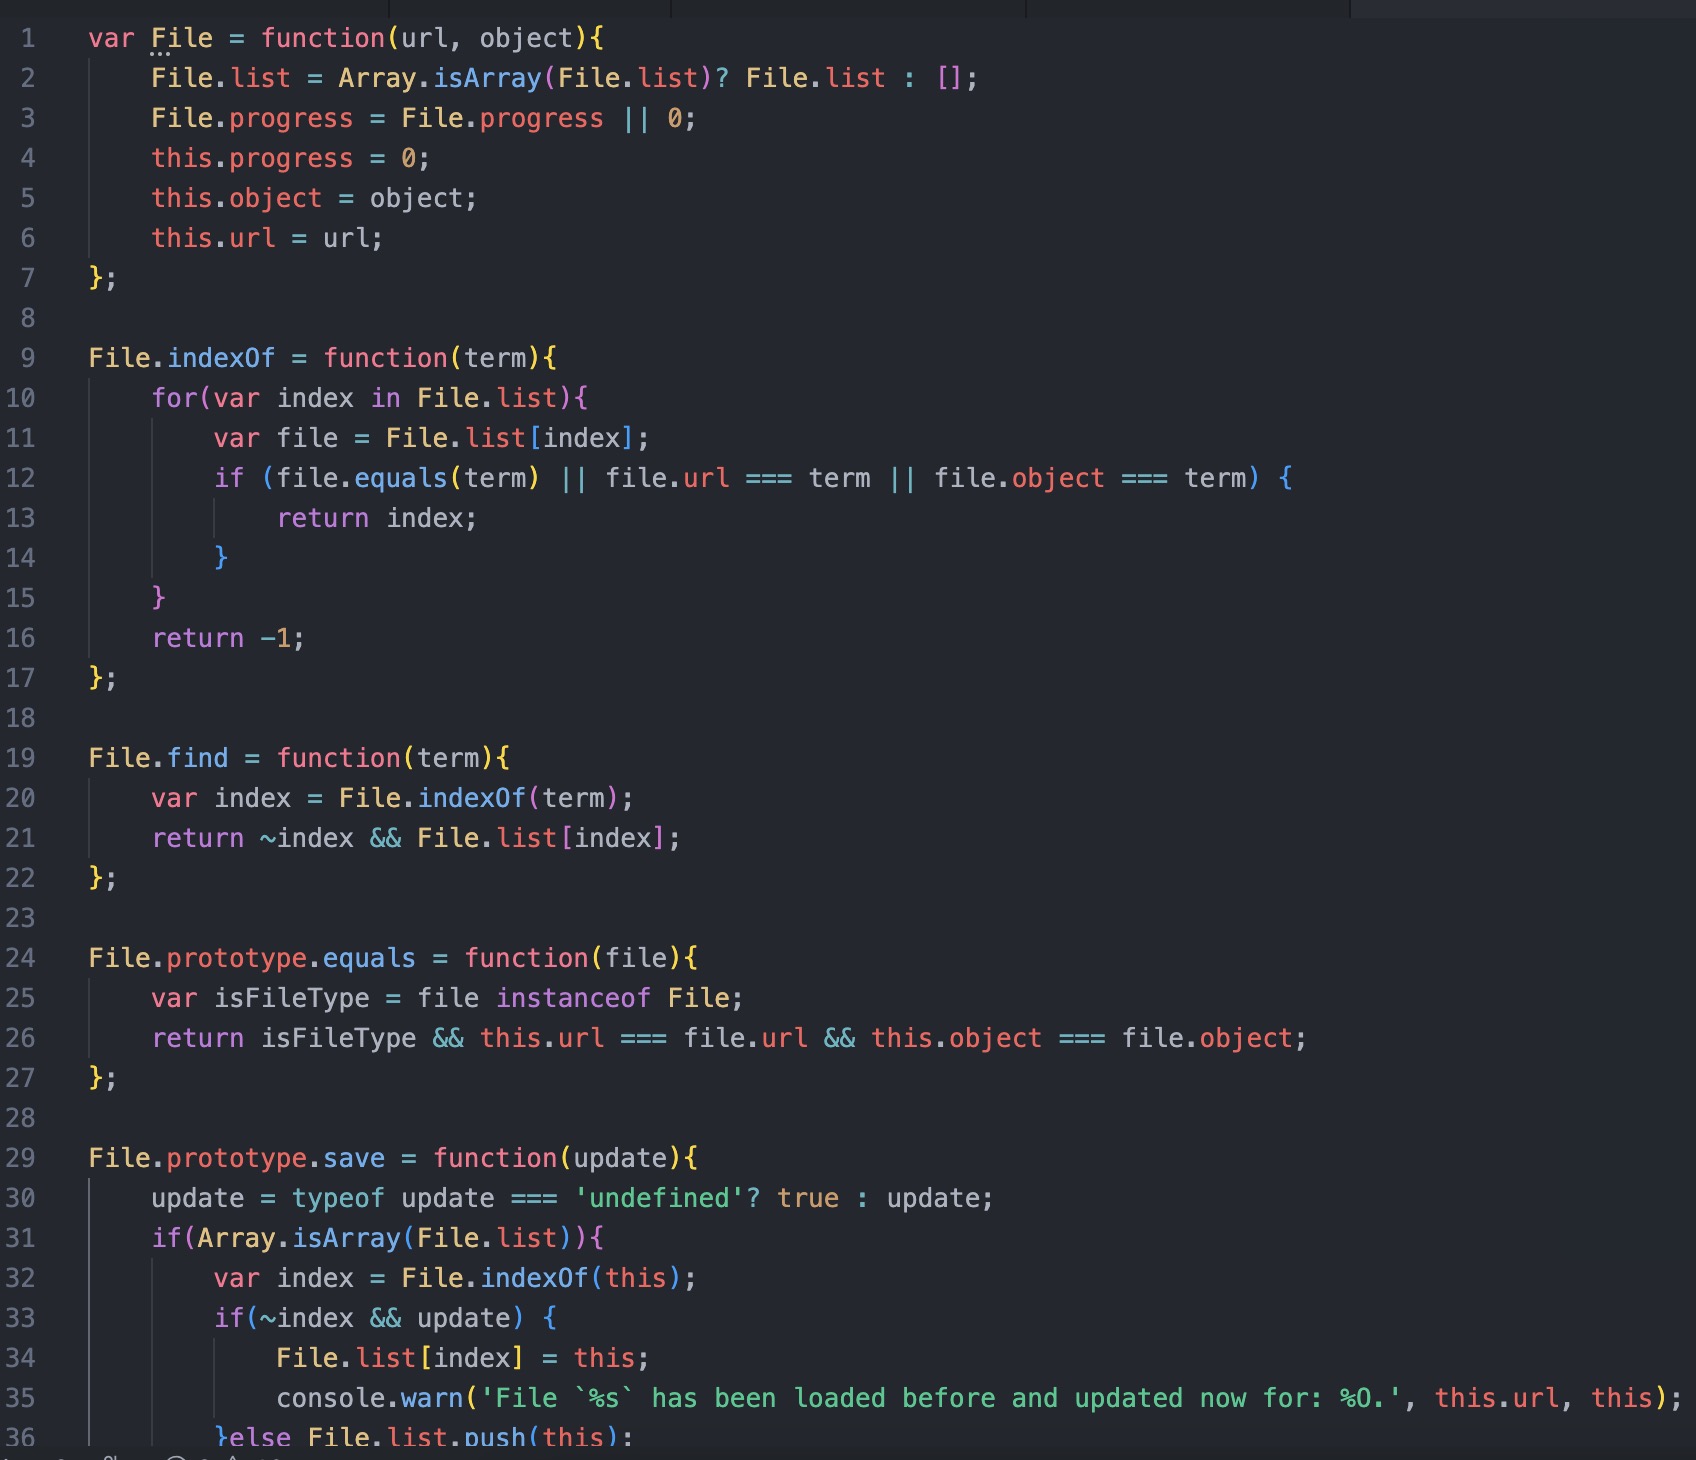 1 var File = function(url, object){
2 File.list = Array.isArray(File.list)? File.list : [];
3 File.progress = File.progress || 0;
4 this.progress = 0;
5 this.object = object;
6 this.url = url;
7 };
8
9 File.indexOf = function(term){
10 for(var index in File.list){
11 var file = File.list[index];
12 if (file.equals(term) || file.url === term || file.object === term) {
13 return index;
14 }
15 }
16 return -1;
17 };
18
19 File.find = function(term){
20 var index = File.indexOf(term);
21 return ~index && File.list[index];
22 };
23
24 File.prototype.equals = function(file){
25 var isFileType = file instanceof File;
26 return isFileType && this.url === file.url && this.object === file.object;
27 };
28
29 File.prototype.save = function(update){
30 update = typeof update === 'undefined'? true : update;
31 if(Array.isArray(File.list)){
32 var index = File.indexOf(this);
33 if(~index && update) {
34 File.list[index] = this;
35 console.warn('File `%s` has been loaded before and updated now for: %O.', this.url, this);
36 }else File.list.push(this);